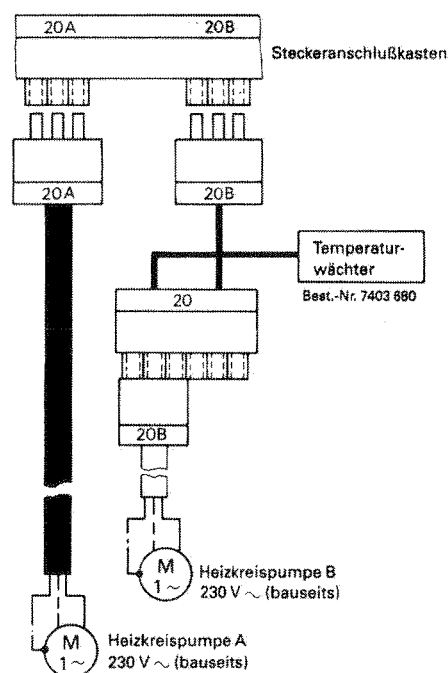 20A 20B
Steckeranschlußkasten
20A 20B
Temperatur-
wächter
Best.-Nr. 7403 680
20
20B
M
1~
Heizkreispumpe B
230 V ~ (bauseits)
M
1~
Heizkreispumpe A
230 V ~ (bauseits)